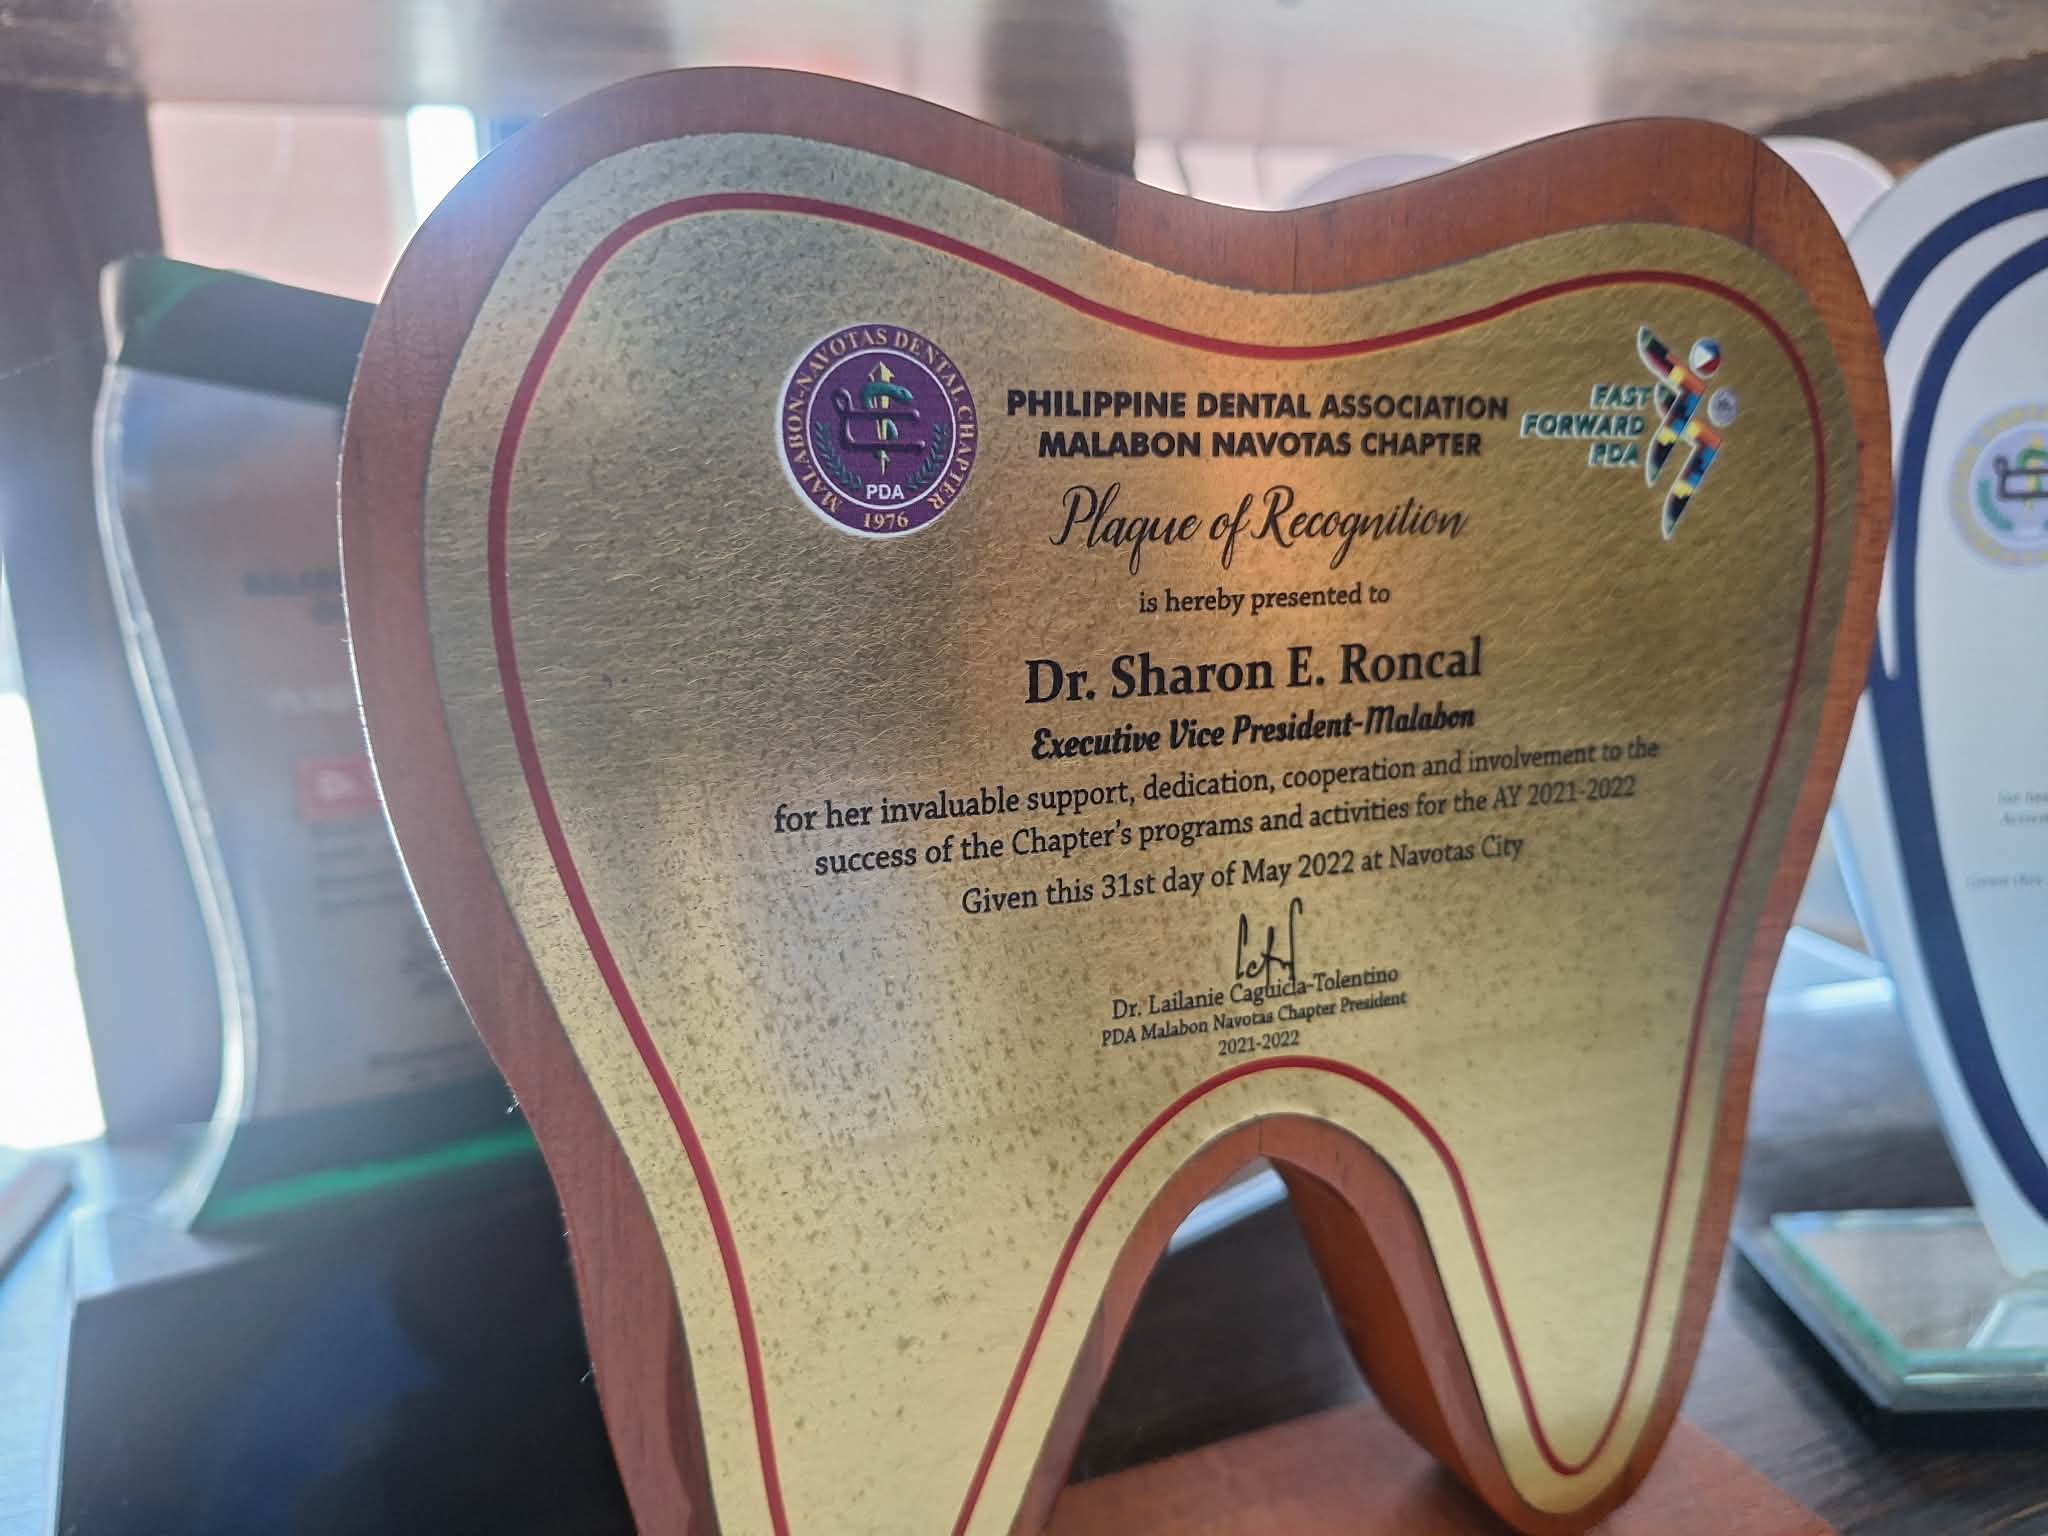 MALABON-NAVOTAS DENTAL CHAPTER
PDA
1976
PHILIPPINE DENTAL ASSOCIATION
MALABON NAVOTAS CHAPTER
FAST
FORWARD
PDA
Plaque of Recognition
is hereby presented to
Dr. Sharon E. Roncal
Executive Vice President-Malabon
for her invaluable support, dedication, cooperation and involvement to the
success of the Chapter's programs and activities for the AY 2021-2022
Given this 31st day of May 2022 at Navotas City
Dr. Lailanie Caguicla-Tolentino
PDA Malabon Navotas Chapter President
2021-2022